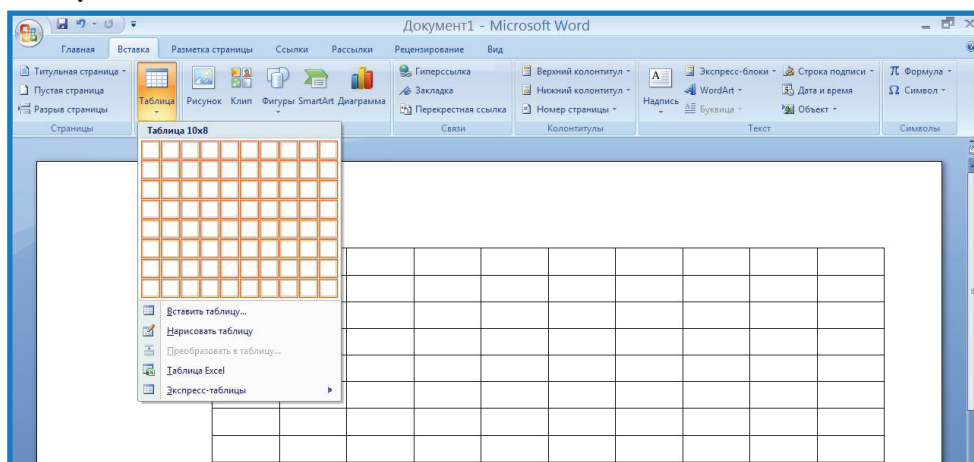 Документ1 - Microsoft Word
Главная Вставка Разметка страницы Ссылки Рассылки Рецензирование Вид
Титульная страница
Пустая страница
Разрыв страницы
Страницы
Таблица
Рисунок Клип Фигуры SmartArt Диаграмма
Гиперссылка
Закладка
Перекрестная ссылка
Связи
Верхний колонтитул
Нижний колонтитул
Номер страницы
Колонтитулы
Надпись
Экспресс-блоки
WordArt
Буквица
Строка подписи
Дата и время
Объект
Текст
π Формула
Ω Символ
Символы
Таблица 10x8
Вставить таблицу...
Нарисовать таблицу
Преобразовать в таблицу...
Таблица Excel
Экспресс-таблицы